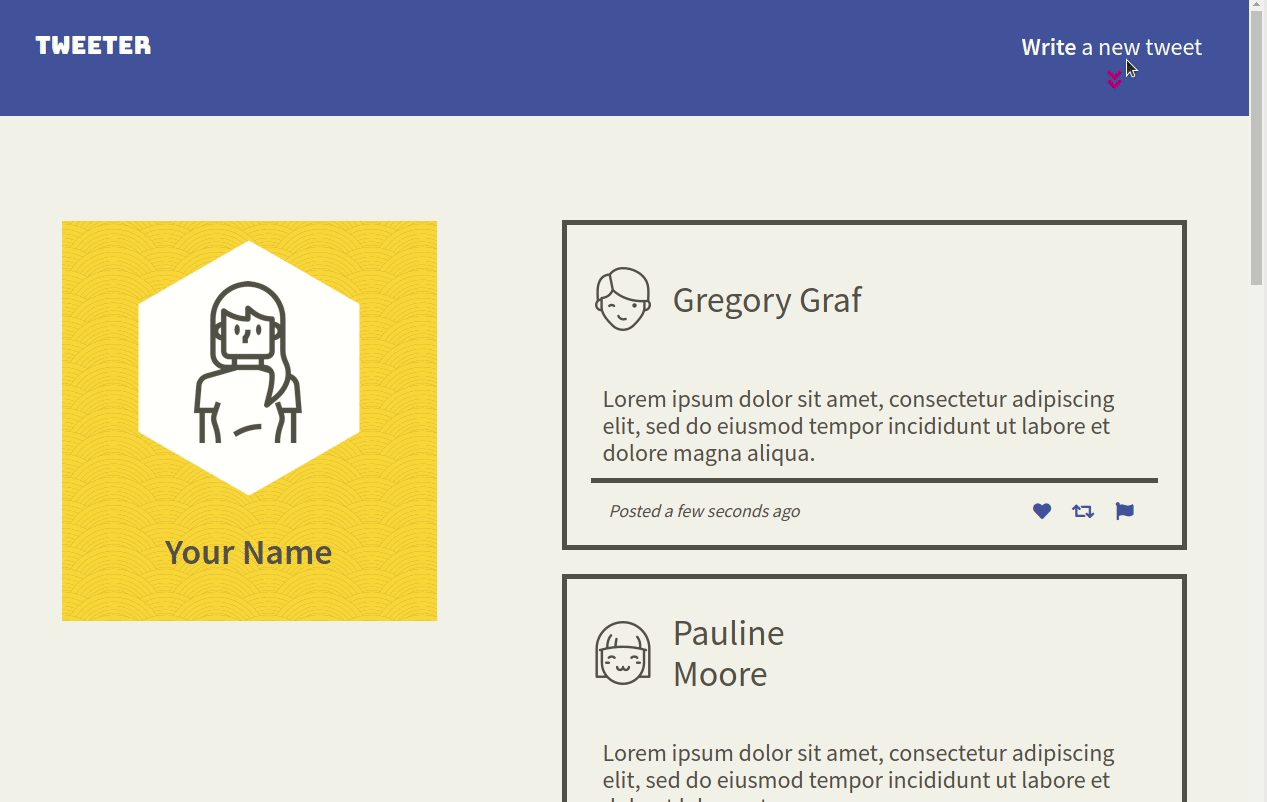 TWEETER
Write a new tweet
Your Name
Gregory Graf
Lorem ipsum dolor sit amet, consectetur adipiscing
elit, sed do eiusmod tempor incididunt ut labore et
dolore magna aliqua.
Posted a few seconds ago
Pauline
Moore
Lorem ipsum dolor sit amet, consectetur adipiscing
elit, sed do eiusmod tempor incididunt ut labore et